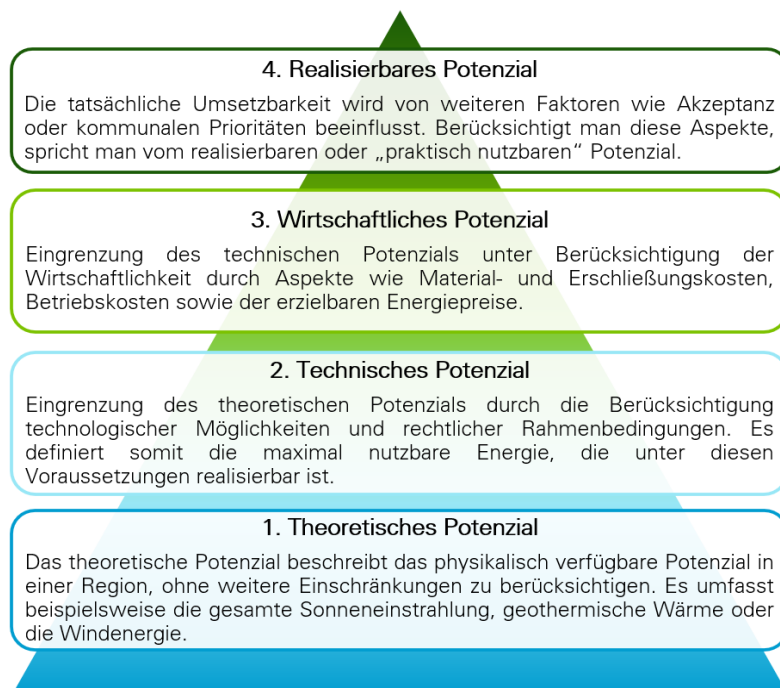 4. Realisierbares Potenzial
Die tatsächliche Umsetzbarkeit wird von weiteren Faktoren wie Akzeptanz
oder kommunalen Prioritäten beeinflusst. Berücksichtigt man diese Aspekte,
spricht man vom realisierbaren oder „praktisch nutzbaren“ Potenzial.
3. Wirtschaftliches Potenzial
Eingrenzung des technischen Potenzials unter Berücksichtigung der
Wirtschaftlichkeit durch Aspekte wie Material- und Erschließungskosten,
Betriebskosten sowie der erzielbaren Energiepreise.
2. Technisches Potenzial
Eingrenzung des theoretischen Potenzials durch die Berücksichtigung
technologischer Möglichkeiten und rechtlicher Rahmenbedingungen. Es
definiert somit die maximal nutzbare Energie, die unter diesen
Voraussetzungen realisierbar ist.
1. Theoretisches Potenzial
Das theoretische Potenzial beschreibt das physikalisch verfügbare Potenzial in
einer Region, ohne weitere Einschränkungen zu berücksichtigen. Es umfasst
beispielsweise die gesamte Sonneneinstrahlung, geothermische Wärme oder
die Windenergie.